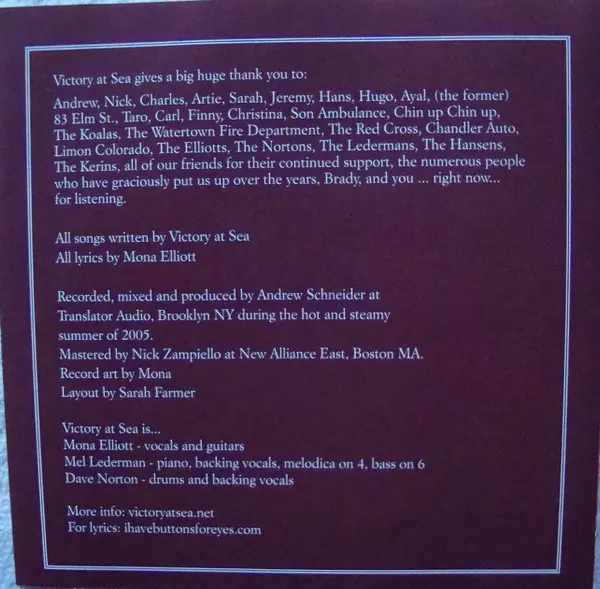 Victory at Sea gives a big huge thank you to:
Andrew, Nick, Charles, Artie, Sarah, Jeremy, Hans, Hugo, Ayal, (the former)
83 Elm St., Taro, Carl, Finny, Christina, Son Ambulance, Chin up Chin up,
The Koalas, The Watertown Fire Department, The Red Cross, Chandler Auto,
Limon Colorado, The Elliotts, The Nortons, The Ledermans, The Hansens,
The Kerins, all of our friends for their continued support, the numerous people
who have graciously put us up over the years, Brady, and you ... right now...
for listening.
All songs written by Victory at Sea
All lyrics by Mona Elliott
Recorded, mixed and produced by Andrew Schneider at
Translator Audio, Brooklyn NY during the hot and steamy
summer of 2005.
Mastered by Nick Zampiello at New Alliance East, Boston MA.
Record art by Mona
Layout by Sarah Farmer
Victory at Sea is...
Mona Elliott - vocals and guitars
Mel Lederman - piano, backing vocals, melodica on 4, bass on 6
Dave Norton - drums and backing vocals
More info: victoryatsea.net
For lyrics: ihavebuttonsforeyes.com